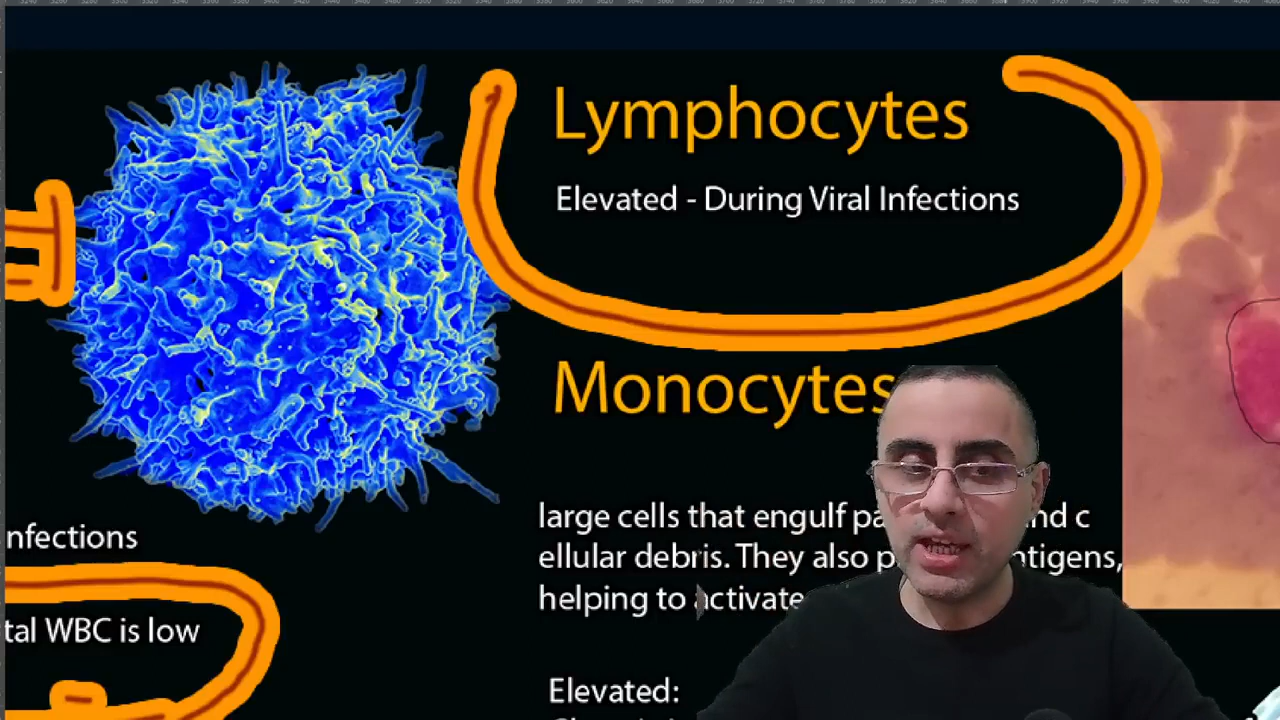 Lymphocytes
Elevated - During Viral Infections
Monocytes
large cells that engulf and c
ellular debris. They also
helping to activate
nfections
tal WBC is low
Elevated: